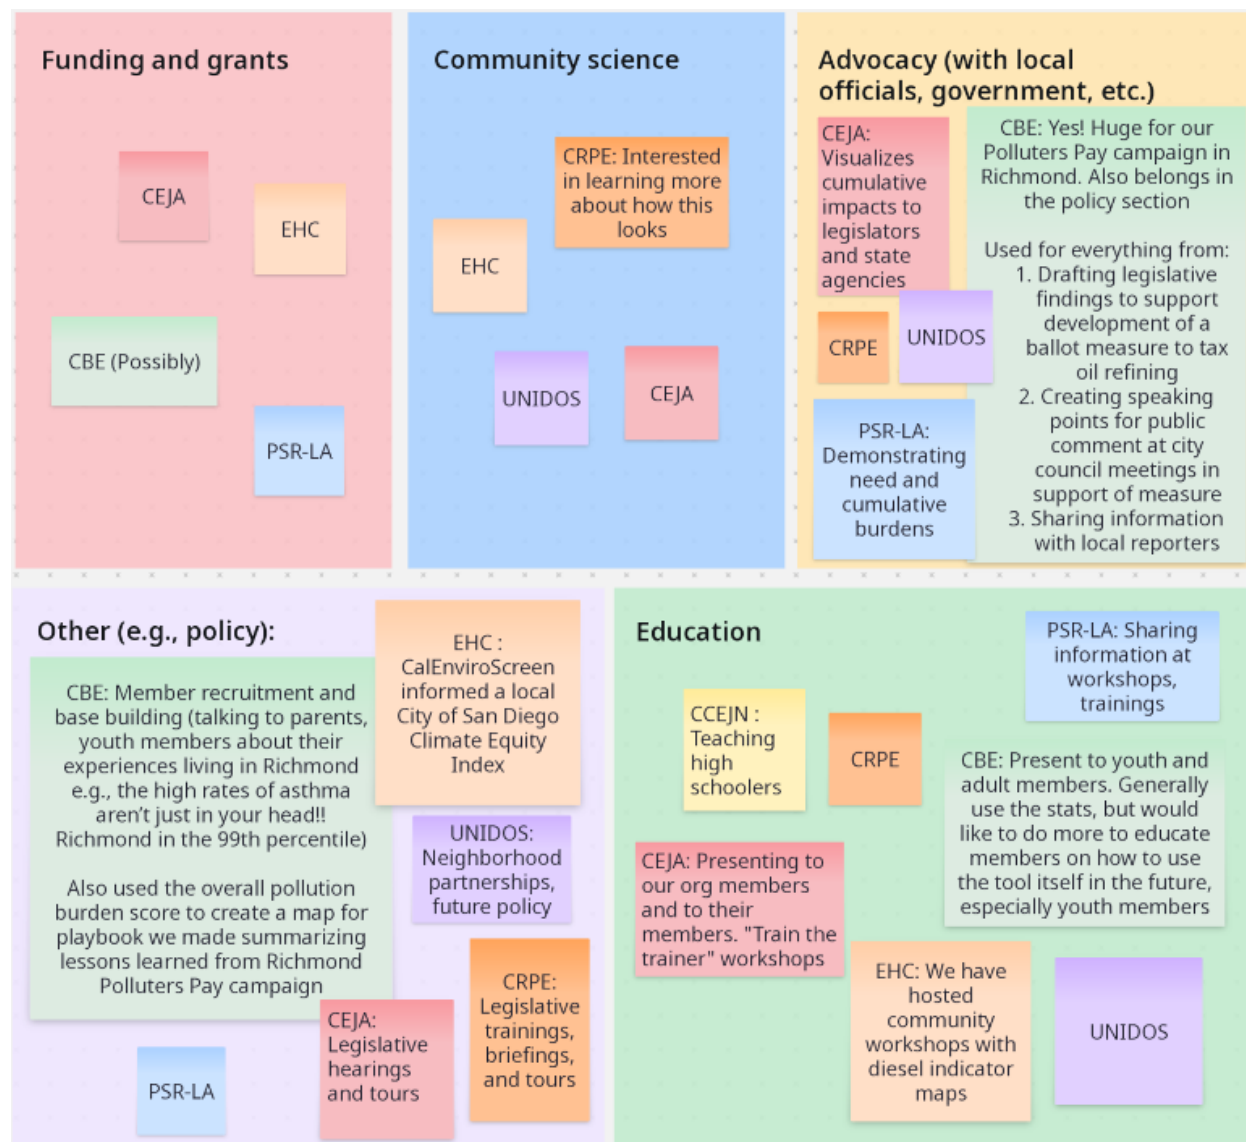 Funding and grants
CEJA
EHC
CBE (Possibly)
PSR-LA
Community science
CRPE: Interested
in learning more
about how this
looks
EHC
UNIDOS
CEJA
Advocacy (with local
officials, government, etc.)
CEJA:
Visualizes
cumulative
impacts to
legislators
and state
agencies
CRPE
UNIDOS
PSR-LA:
Demonstrating
need and
cumulative
burdens
CBE: Yes! Huge for our
Polluters Pay campaign in
Richmond. Also belongs in
the policy section
Used for everything from:
1. Drafting legislative
findings to support
development of a
ballot measure to tax
oil refining
2. Creating speaking
points for public
comment at city
council meetings in
support of measure
3. Sharing information
with local reporters
Other (e.g., policy):
CBE: Member recruitment and
base building (talking to parents,
youth members about their
experiences living in Richmond
e.g., the high rates of asthma
aren’t just in your head!!
Richmond in the 99th percentile)
Also used the overall pollution
burden score to create a map for
playbook we made summarizing
lessons learned from Richmond
Polluters Pay campaign
EHC :
CalEnviroScreen
informed a local
City of San Diego
Climate Equity
Index
UNIDOS:
Neighborhood
partnerships,
future policy
CRPE:
Legislative
trainings,
briefings,
and tours
CEJA:
Legislative
hearings
and tours
PSR-LA
Education
PSR-LA: Sharing
information at
workshops,
trainings
CCEJN :
Teaching
high
schoolers
CRPE
CBE: Present to youth and
adult members. Generally
use the stats, but would
like to do more to educate
members on how to use
the tool itself in the future,
especially youth members
CEJA: Presenting to
our org members
and to their
members. "Train the
trainer" workshops
EHC: We have
hosted
community
workshops with
diesel indicator
maps
UNIDOS